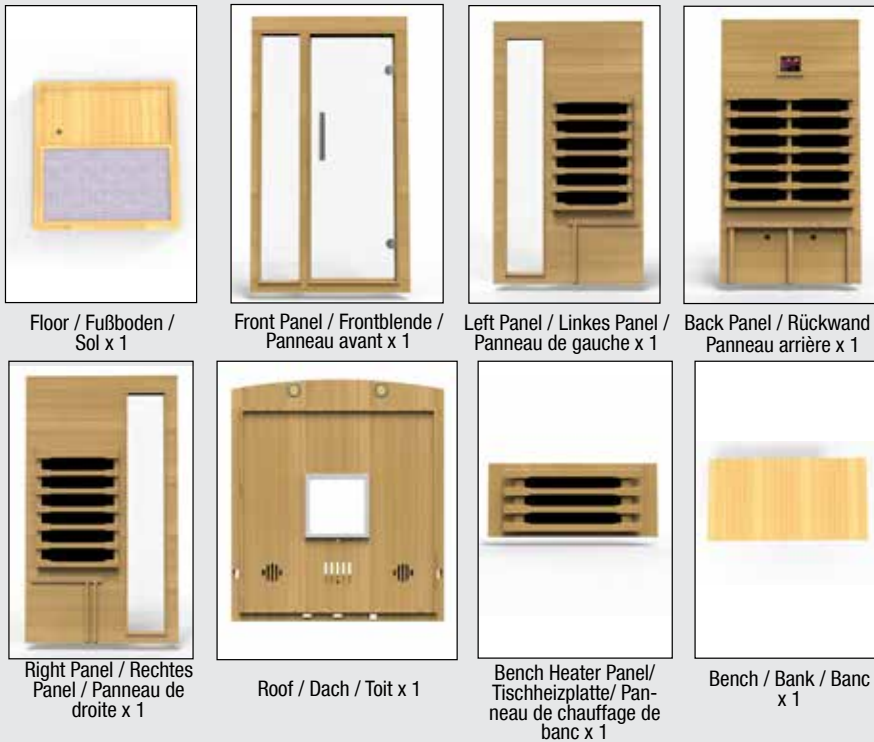 Floor / Fußboden /
Sol x 1
Front Panel / Frontblende /
Panneau avant x 1
Left Panel / Linkes Panel /
Panneau de gauche x 1
Back Panel / Rückwand
Panneau arrière x 1
Right Panel / Rechtes
Panel / Panneau de
droite x 1
Roof / Dach / Toit x 1
Bench Heater Panel/
Tischheizplatte/ Pan-
neau de chauffage de
banc x 1
Bench / Bank / Banc
x 1